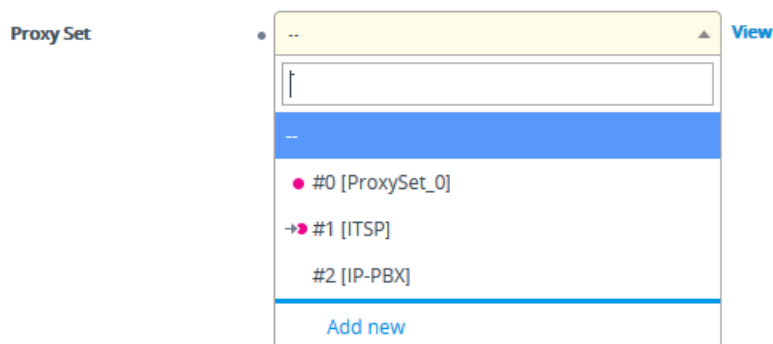 Proxy Set -- View
--
#0 [ProxySet_0]
#1 [ITSP]
#2 [IP-PBX]
Add new